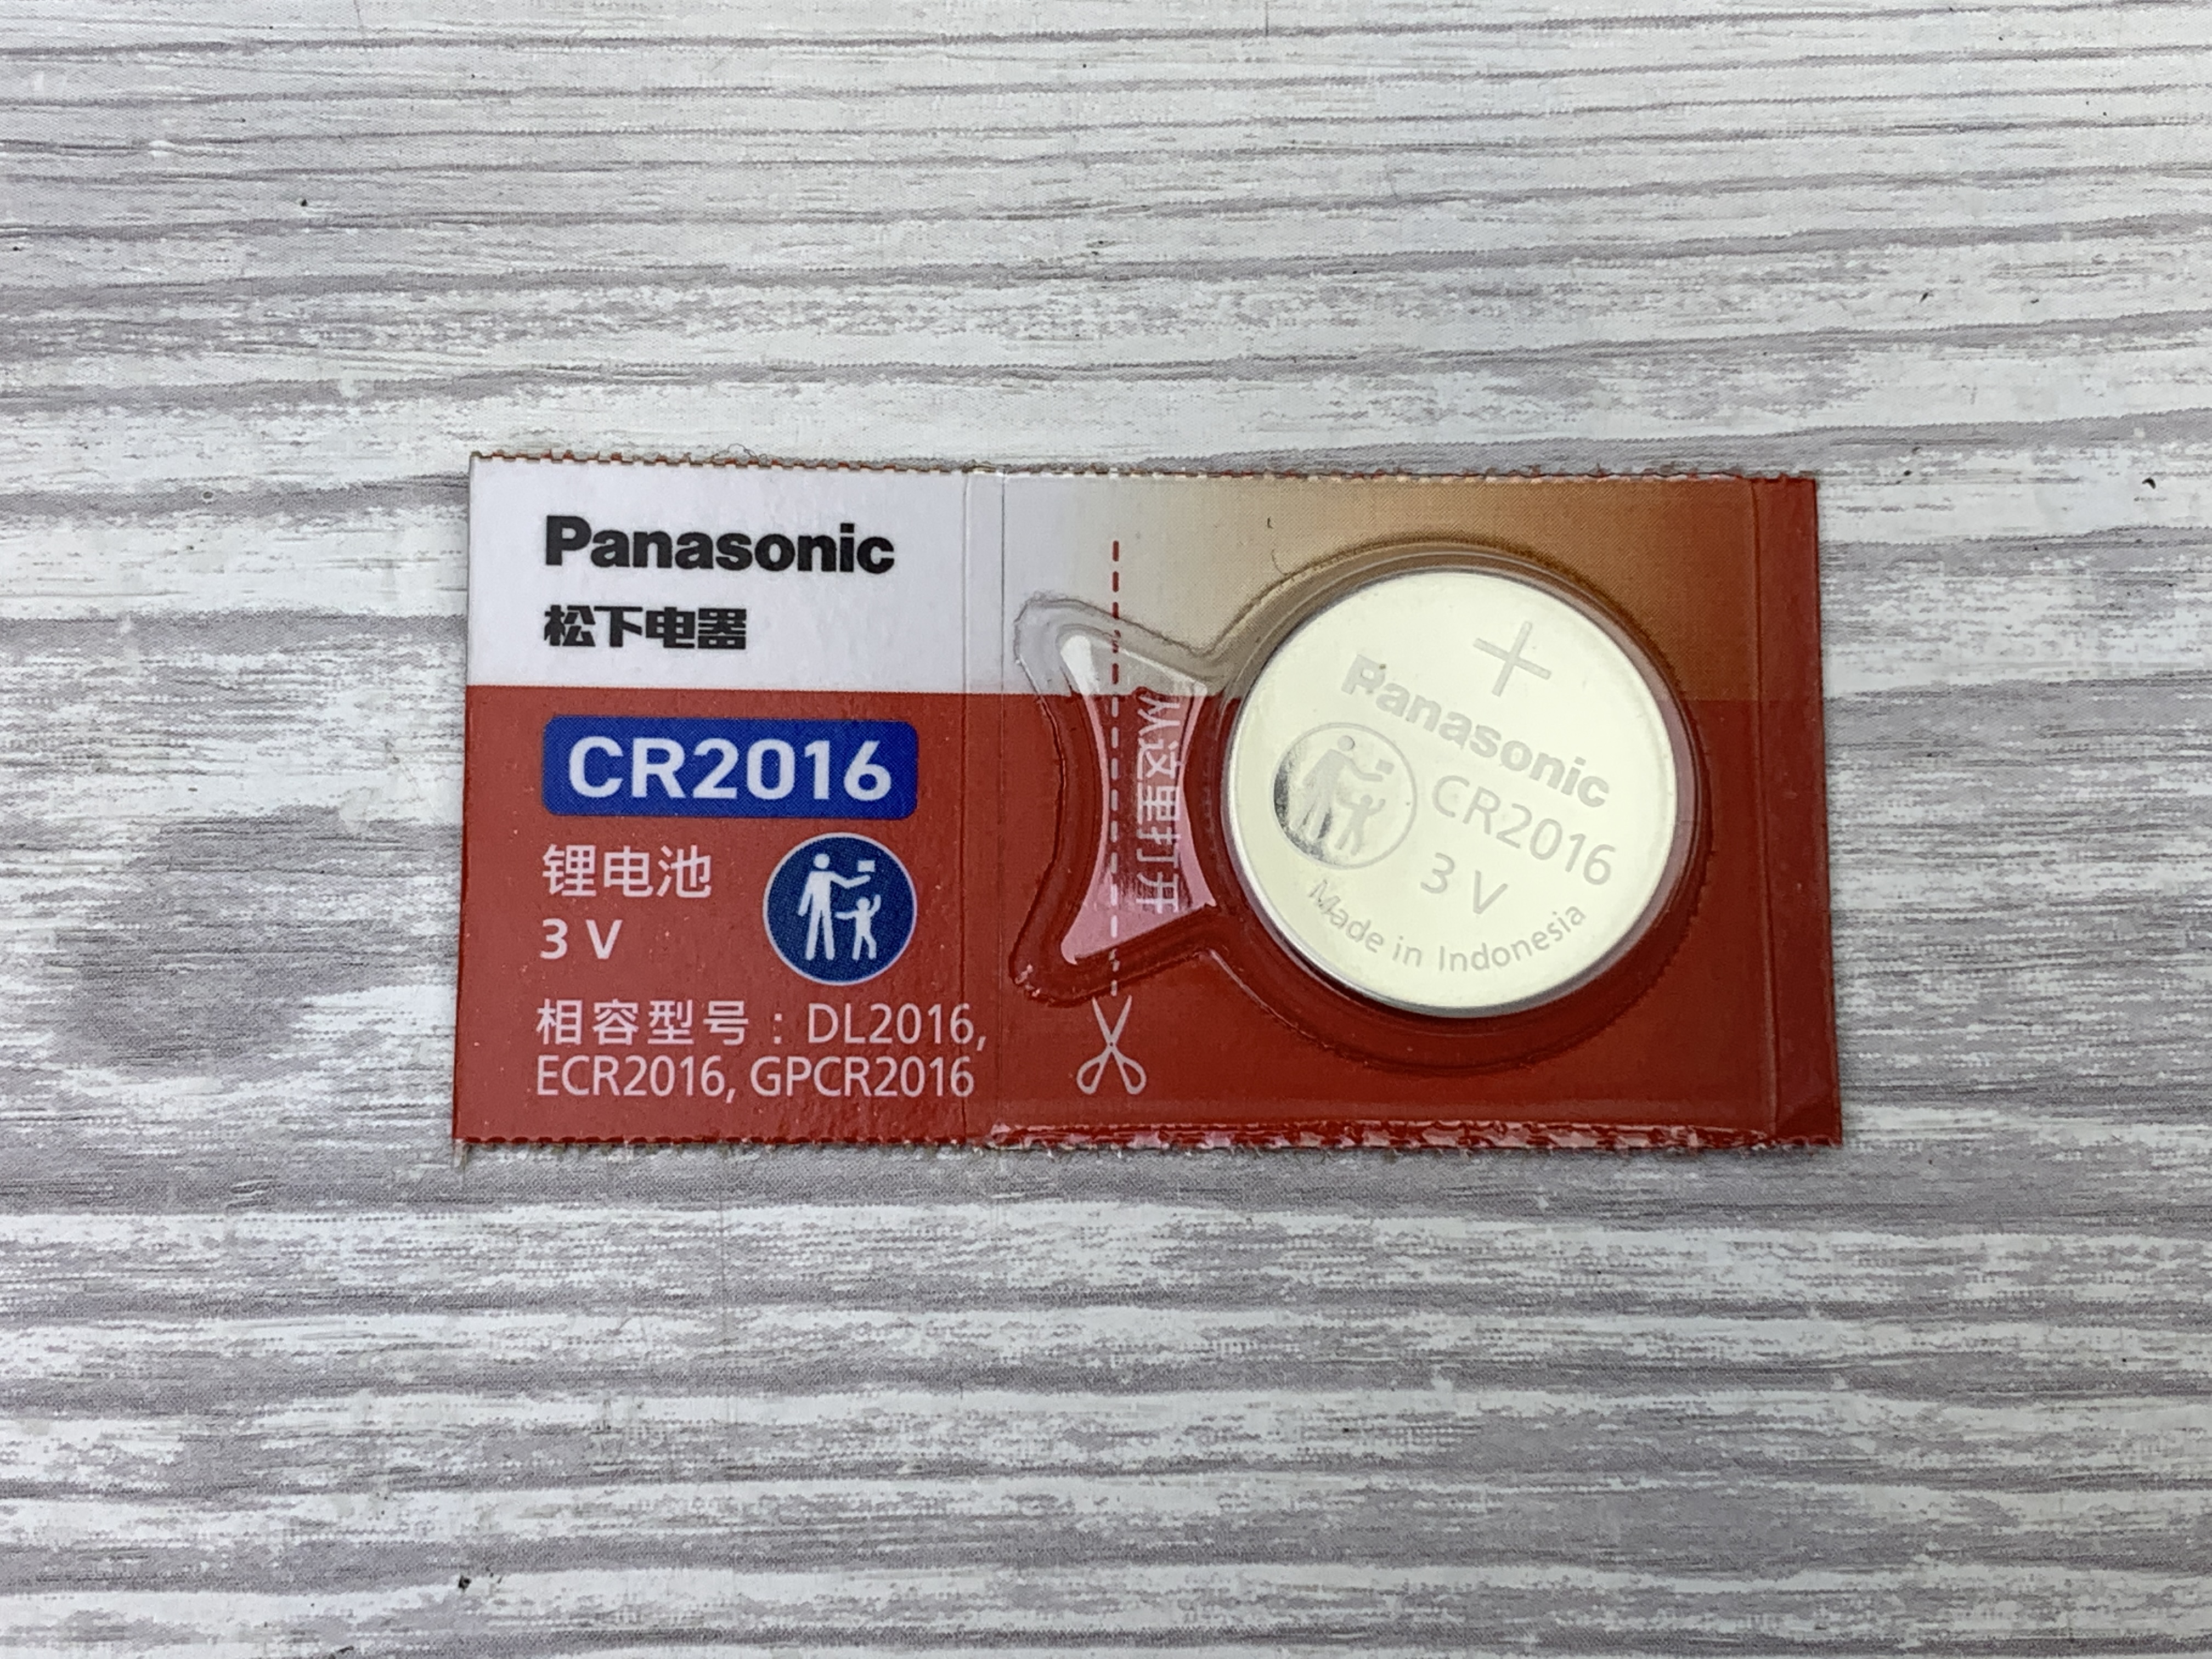 Panasonic
松下电器
CR2016
锂电池
3 V
相容型号：DL2016,
ECR2016, GPCR2016
从这里打开
+
Panasonic
CR2016
3 V
Made in Indonesia